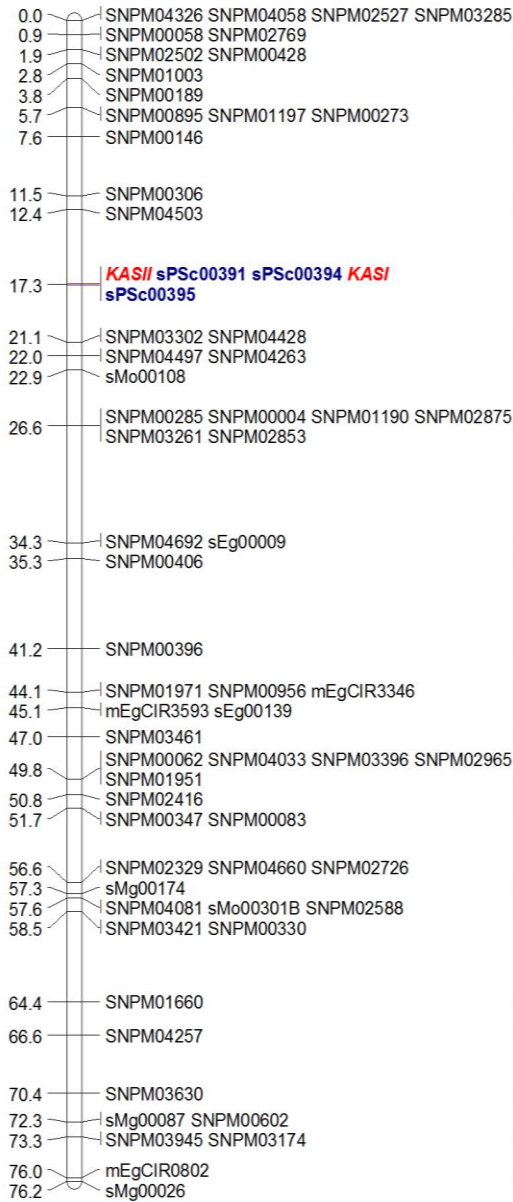 0.0 SNPM04326 SNPM04058 SNPM02527 SNPM03285
0.9 SNPM00058 SNPM02769
1.9 SNPM02502 SNPM00428
2.8 SNPM01003
3.8 SNPM00189
5.7 SNPM00895 SNPM01197 SNPM00273
7.6 SNPM00146
11.5 SNPM00306
12.4 SNPM04503
17.3 KASII sPSc00391 sPSc00394 KASI
sPSc00395
21.1 SNPM03302 SNPM04428
22.0 SNPM04497 SNPM04263
22.9 sMo00108
26.6 SNPM00285 SNPM00004 SNPM01190 SNPM02875
SNPM03261 SNPM02853
34.3 SNPM04692 sEg00009
35.3 SNPM00406
41.2 SNPM00396
44.1 SNPM01971 SNPM00956 mEgCIR3346
45.1 mEgCIR3593 sEg00139
47.0 SNPM03461
49.8 SNPM00062 SNPM04033 SNPM03396 SNPM02965
SNPM01951
50.8 SNPM02416
51.7 SNPM00347 SNPM00083
56.6 SNPM02329 SNPM04660 SNPM02726
57.3 sMg00174
57.6 SNPM04081 sMo00301B SNPM02588
58.5 SNPM03421 SNPM00330
64.4 SNPM01660
66.6 SNPM04257
70.4 SNPM03630
72.3 sMg00087 SNPM00602
73.3 SNPM03945 SNPM03174
76.0 mEgCIR0802
76.2 sMg00026